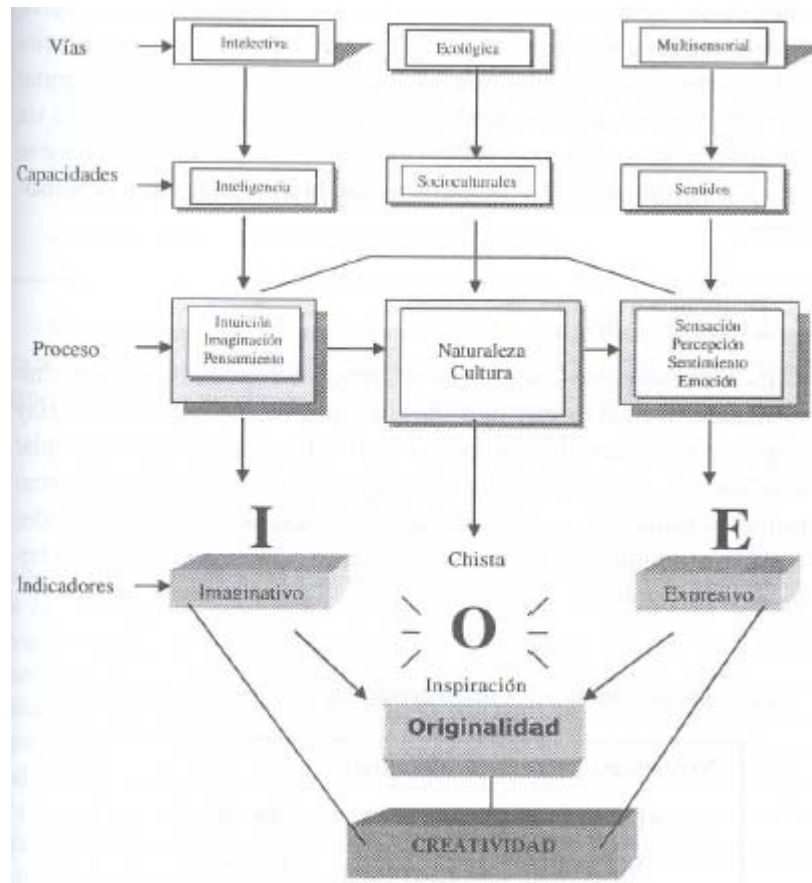 Vías
Intelectiva
Ecológica
Multisensorial
Capacidades
Inteligencia
Socioculturales
Sentidos
Proceso
Intuición
Imaginación
Pensamiento
Naturaleza
Cultura
Sensación
Percepción
Sentimiento
Emoción
I
E
Indicadores
Imaginativo
Chista
Expresivo
O
Inspiración
Originalidad
CREATIVIDAD